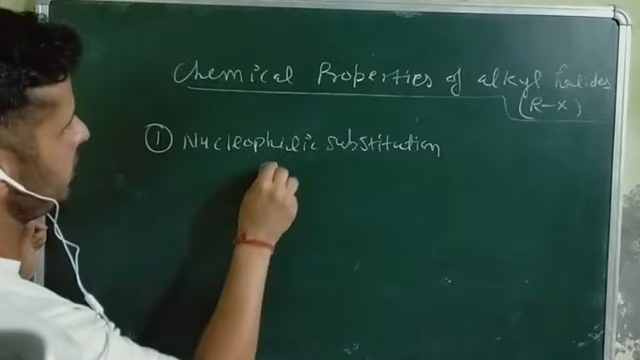 Chemical Properties of alkyl halides
(R-X)
① Nucleophilic substitution